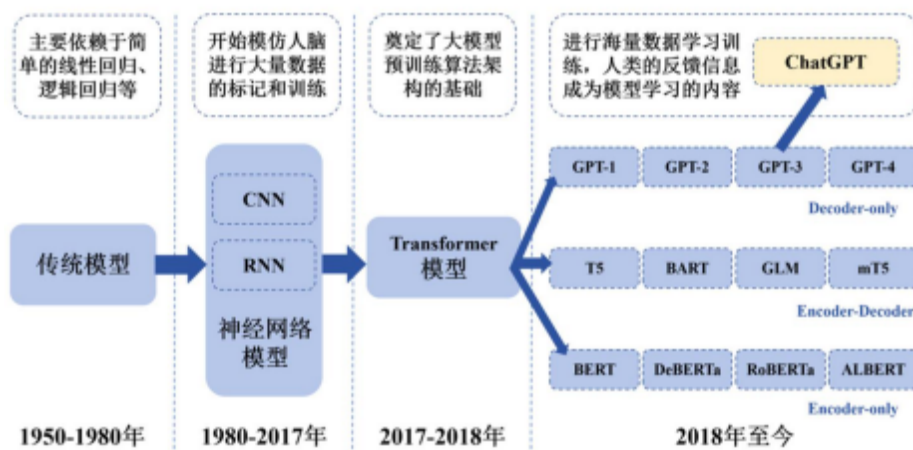 主要依赖于简
单的线性回归、
逻辑回归等
开始模仿人脑
进行大量数据
的标记和训练
奠定了大模型
预训练算法架
构的基础
进行海量数据学习训
练，人类的反馈信息
成为模型学习的内容
ChatGPT
传统模型
CNN
RNN
神经网络
模型
Transformer
模型
GPT-1 GPT-2 GPT-3 GPT-4
Decoder-only
T5 BART GLM mT5
Encoder-Decoder
BERT DeBERTa RoBERTa ALBERT
Encoder-only
1950-1980年 1980-2017年 2017-2018年 2018年至今